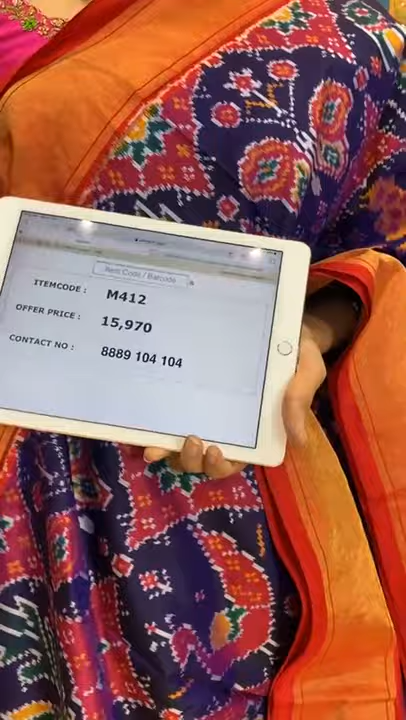 Item Code / Barcode
ITEMCODE : M412
OFFER PRICE : 15,970
CONTACT NO : 8889 104 104